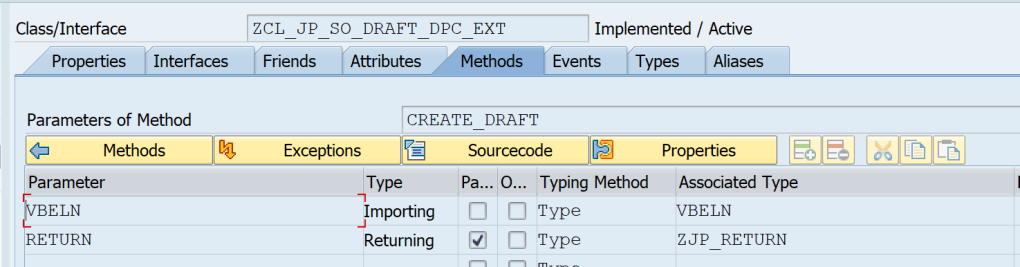 Class/Interface ZCL_JP_SO_DRAFT_DPC_EXT Implemented / Active
Properties Interfaces Friends Attributes Methods Events Types Aliases
Parameters of Method CREATE_DRAFT
Methods Exceptions Sourcecode Properties
Parameter Type Pa... O... Typing Method Associated Type
VBELN Importing Type VBELN
RETURN Returning Type ZJP_RETURN